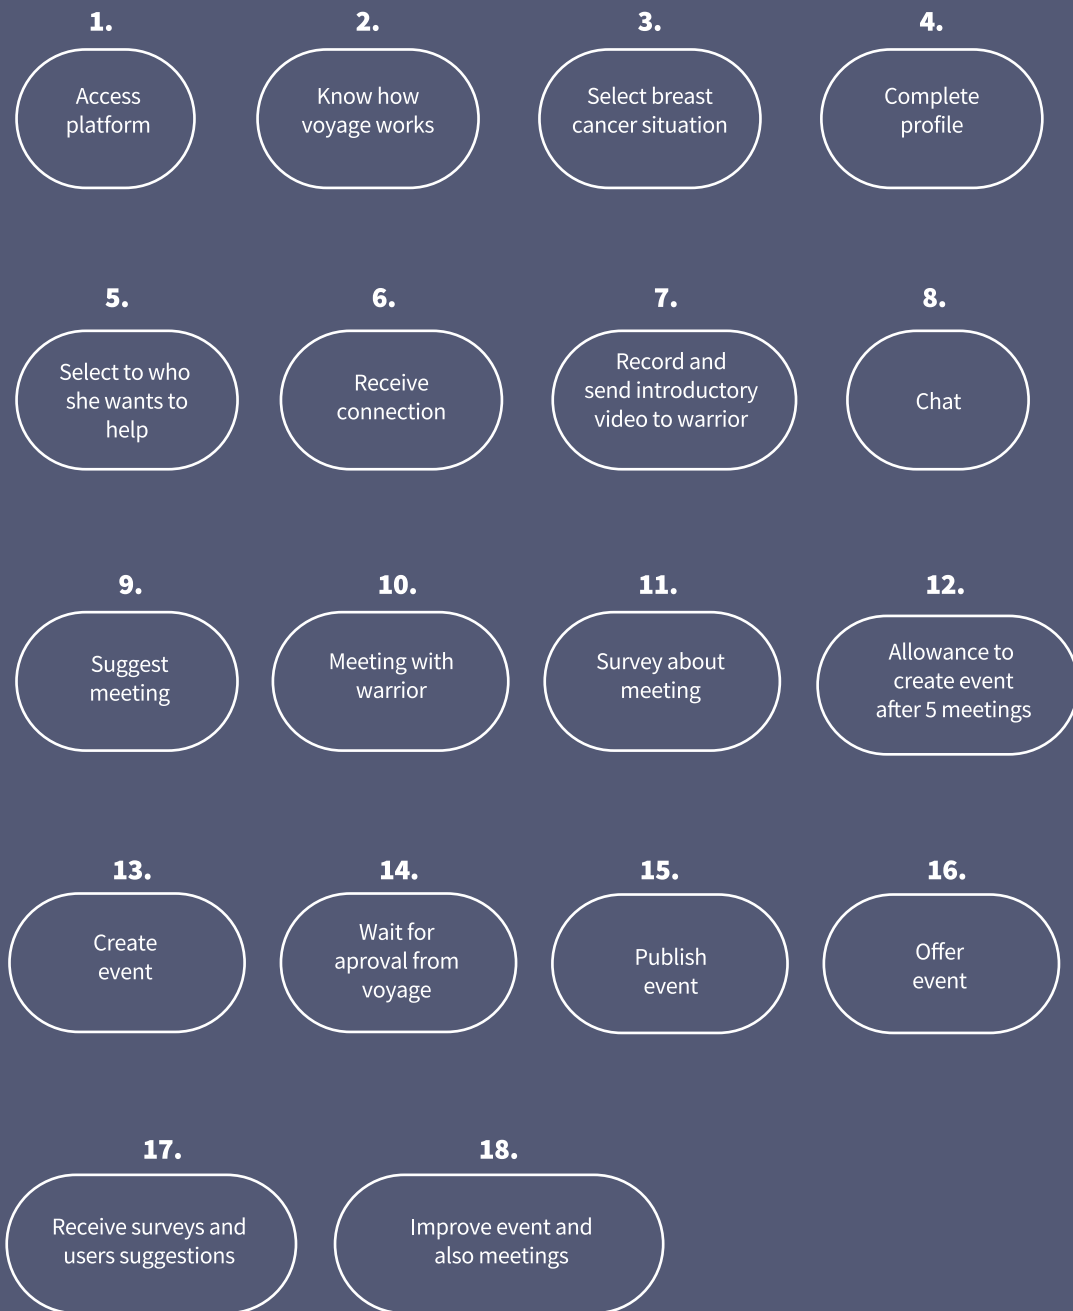 1.
Access
platform
2.
Know how
voyage works
3.
Select breast
cancer situation
4.
Complete
profile
5.
Select to who
she wants to
help
6.
Receive
connection
7.
Record and
send introductory
video to warrior
8.
Chat
9.
Suggest
meeting
10.
Meeting with
warrior
11.
Survey about
meeting
12.
Allowance to
create event
after 5 meetings
13.
Create
event
14.
Wait for
aproval from
voyage
15.
Publish
event
16.
Offer
event
17.
Receive surveys and
users suggestions
18.
Improve event and
also meetings